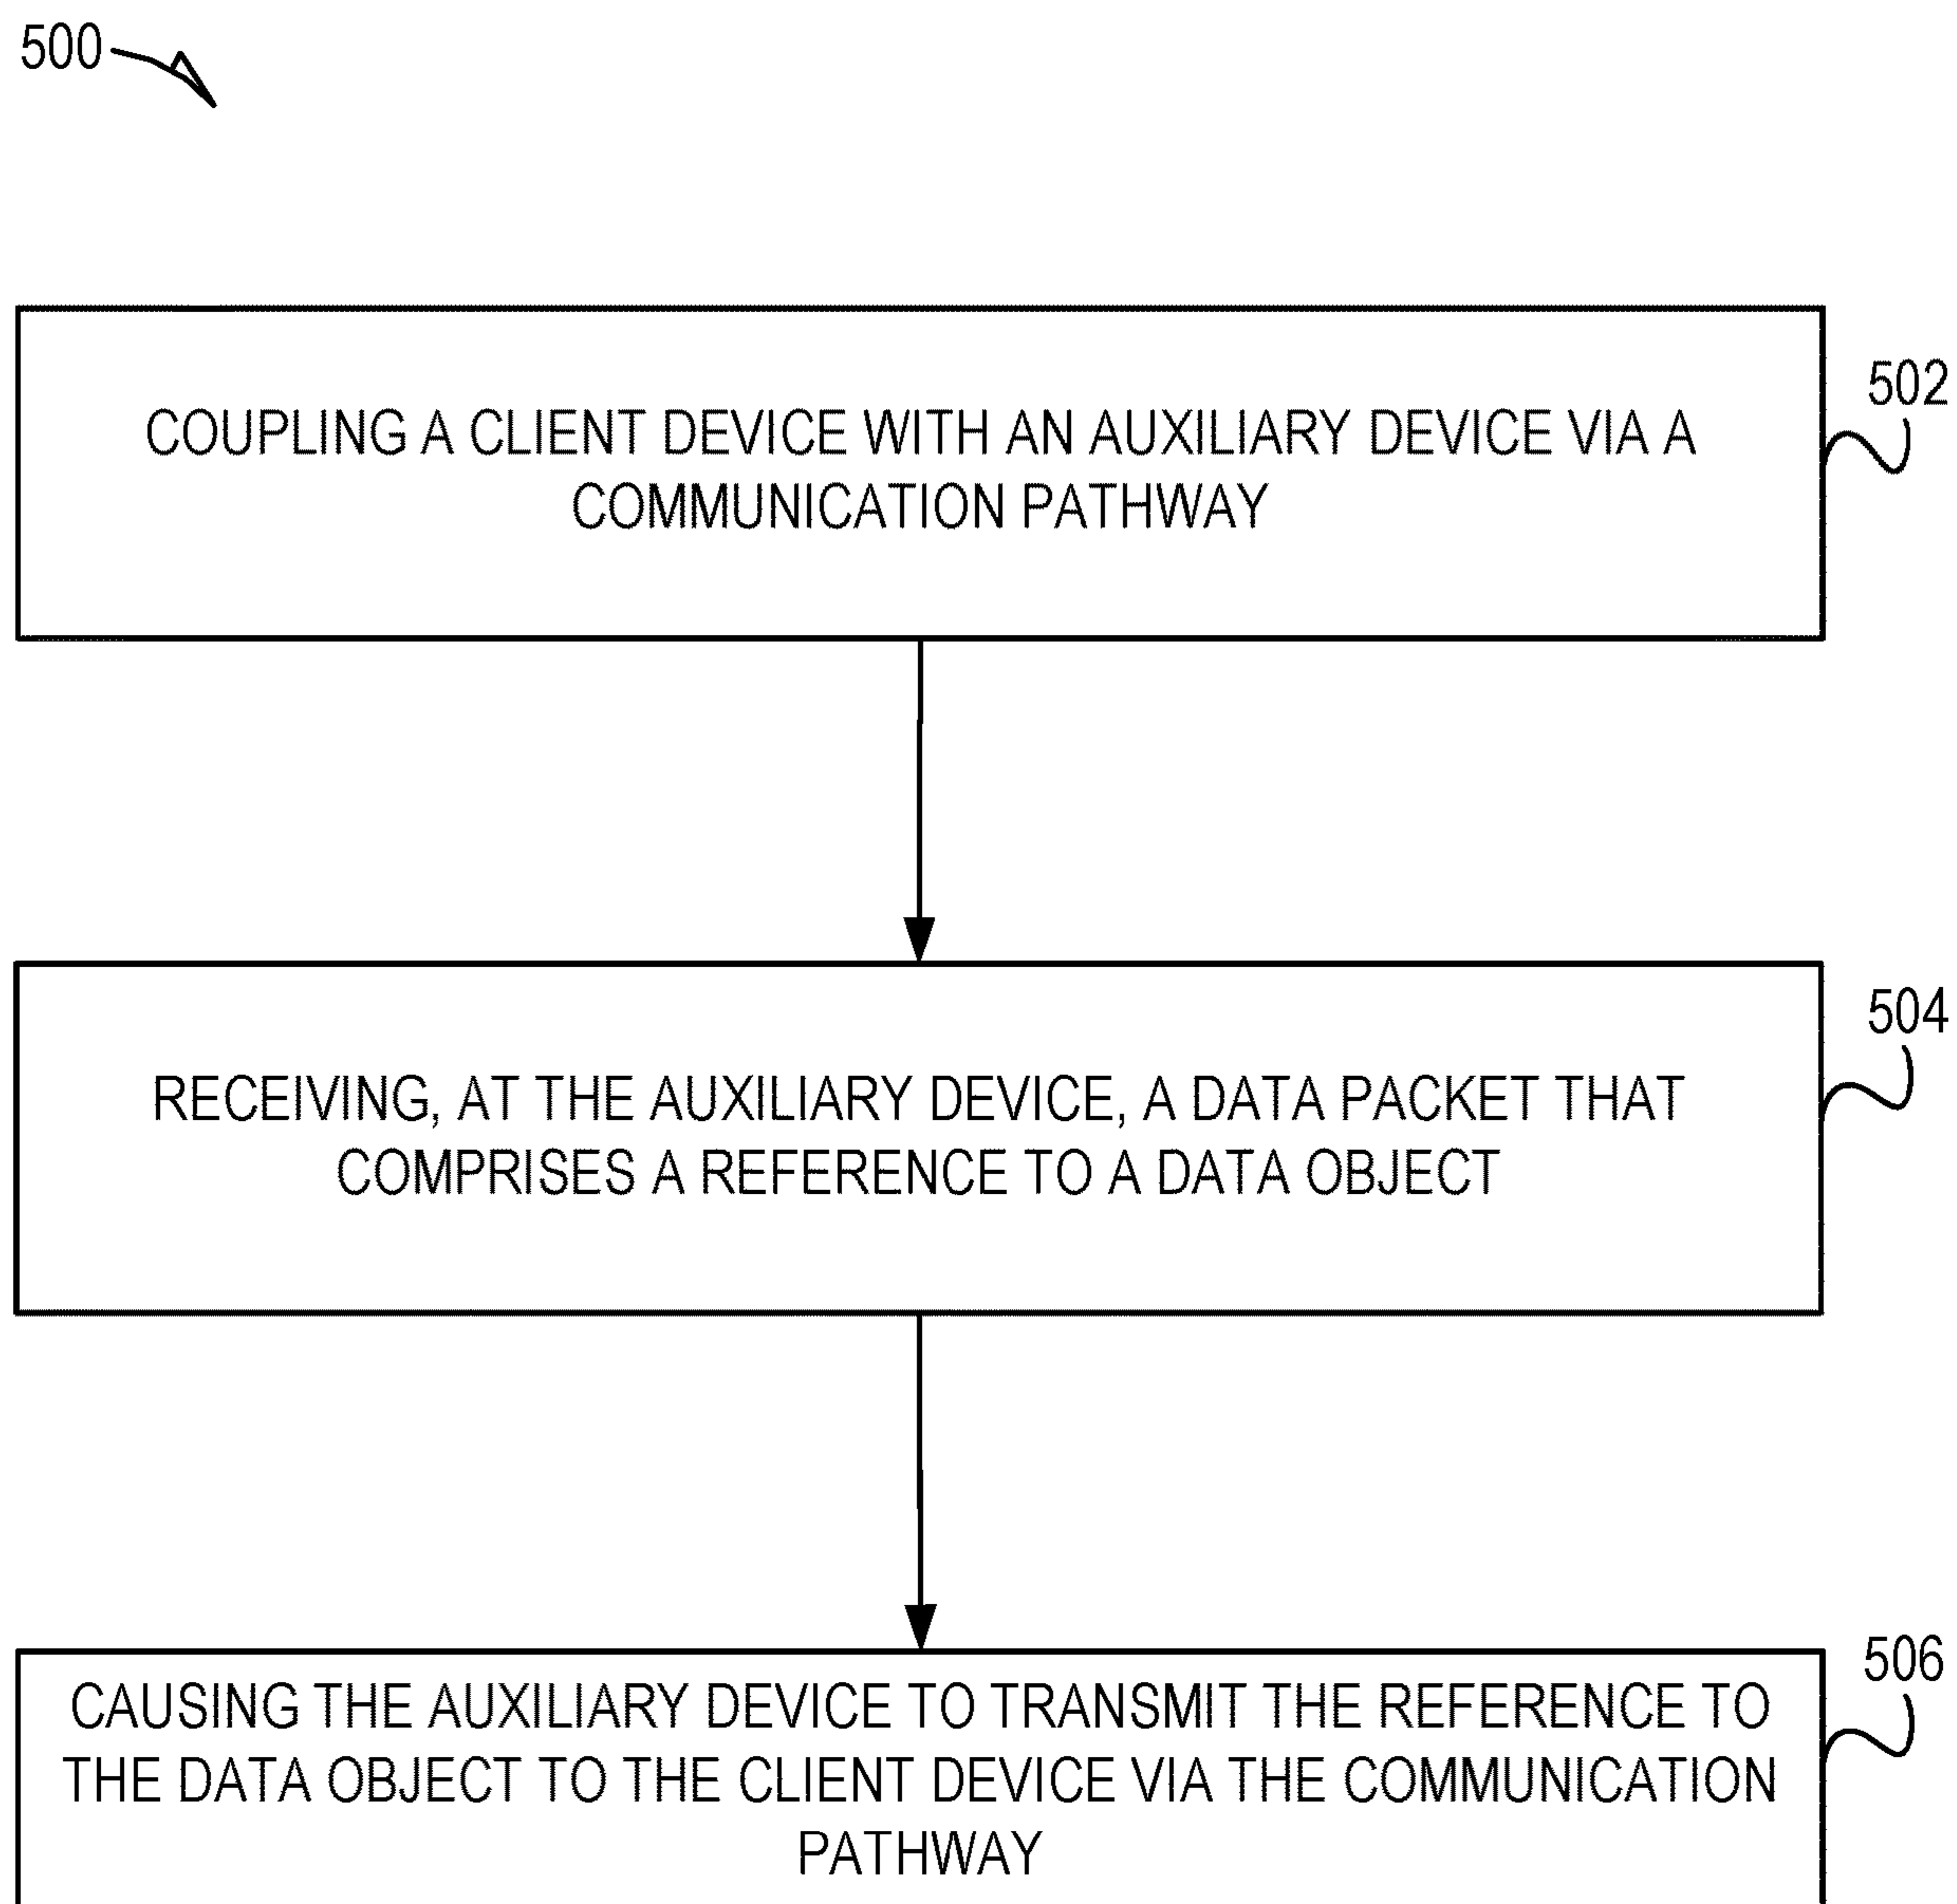 500
502
COUPLING A CLIENT DEVICE WITH AN AUXILIARY DEVICE VIA A
COMMUNICATION PATHWAY
504
RECEIVING, AT THE AUXILIARY DEVICE, A DATA PACKET THAT
COMPRISES A REFERENCE TO A DATA OBJECT
506
CAUSING THE AUXILIARY DEVICE TO TRANSMIT THE REFERENCE TO
THE DATA OBJECT TO THE CLIENT DEVICE VIA THE COMMUNICATION
PATHWAY